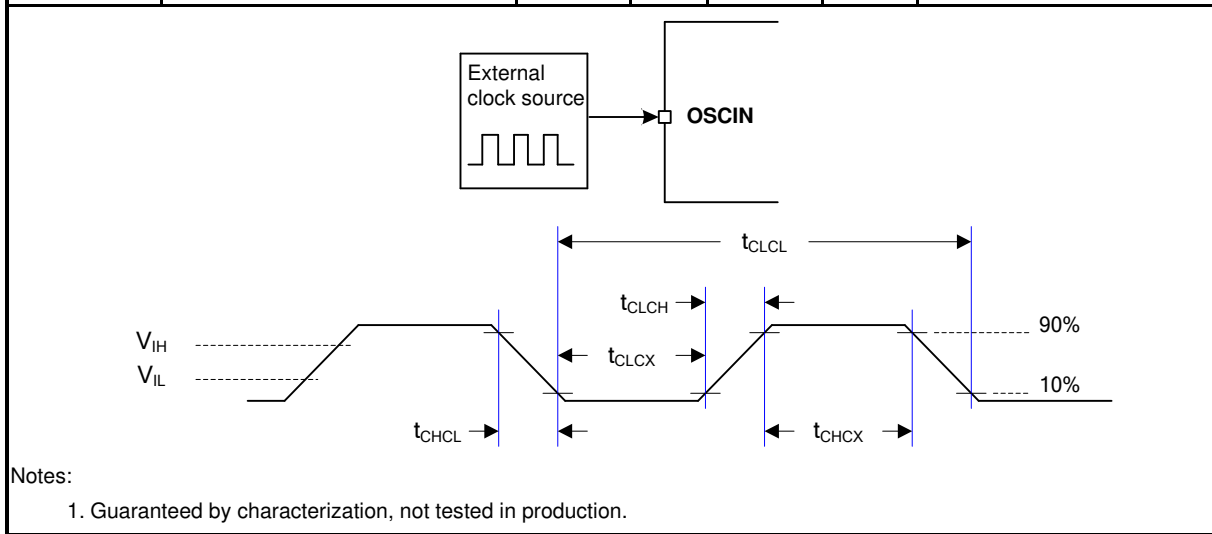 External
clock source
OSCIN
tCLCL
tCLCH
VIH
90%
tCLCX
VIL
10%
tCHCL
tCHCX
Notes:
1. Guaranteed by characterization, not tested in production.